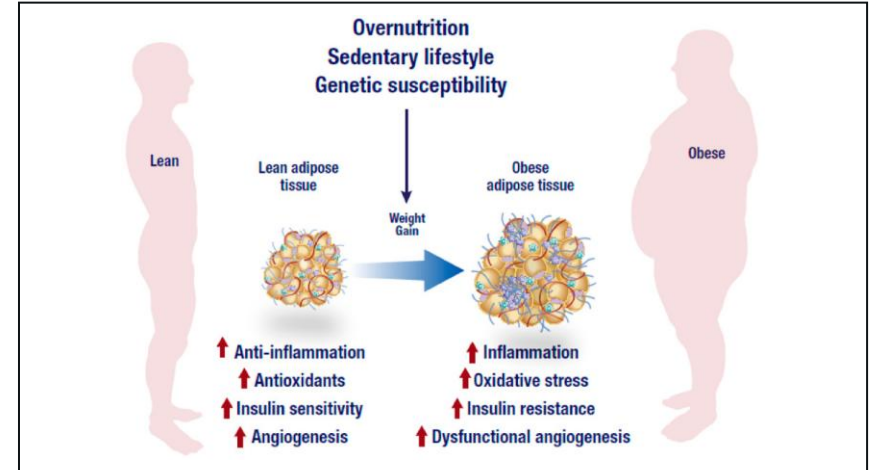 Overnutrition
Sedentary lifestyle
Genetic susceptibility
Lean
Obese
Lean adipose
tissue
Obese
adipose tissue
Weight
Gain
Anti-inflammation
Antioxidants
Insulin sensitivity
Angiogenesis
Inflammation
Oxidative stress
Insulin resistance
Dysfunctional angiogenesis